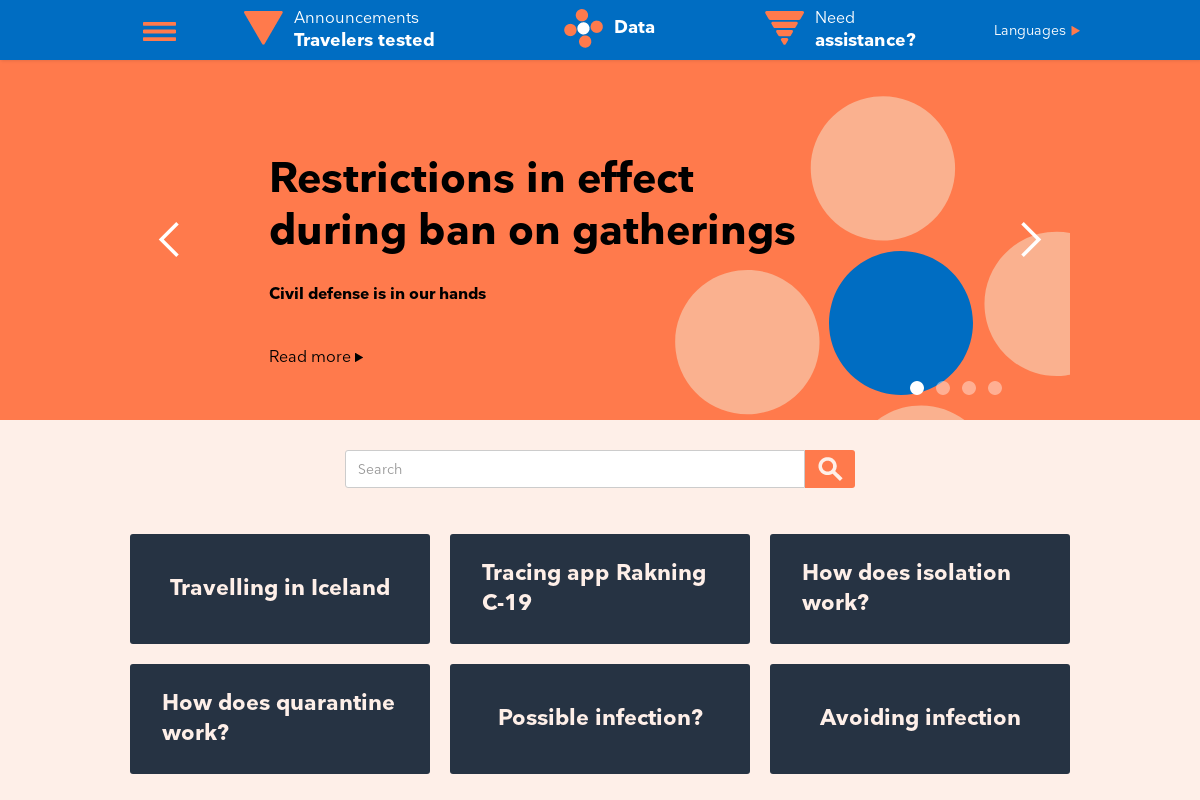 Announcements
Travelers tested
Data
Need
assistance?
Languages
Restrictions in effect
during ban on gatherings
Civil defense is in our hands
Read more
Search
Travelling in Iceland
Tracing app Rakning
C-19
How does isolation
work?
How does quarantine
work?
Possible infection?
Avoiding infection